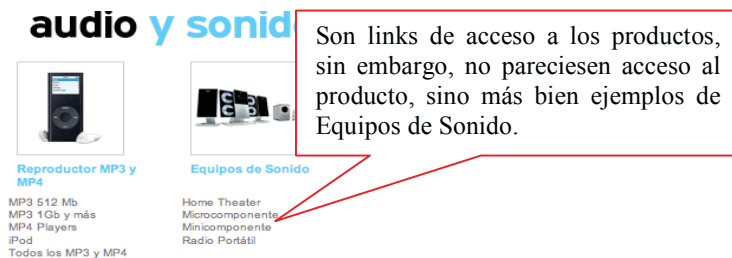 audio y sonid
Son links de acceso a los productos,
sin embargo, no pareciesen acceso al
producto, sino más bien ejemplos de
Equipos de Sonido.
Reproductor MP3 y
MP4
MP3 512 Mb
MP3 1Gb y más
MP4 Players
iPod
Todos los MP3 y MP4
Equipos de Sonido
Home Theater
Microcomponente
Minicomponente
Radio Portátil